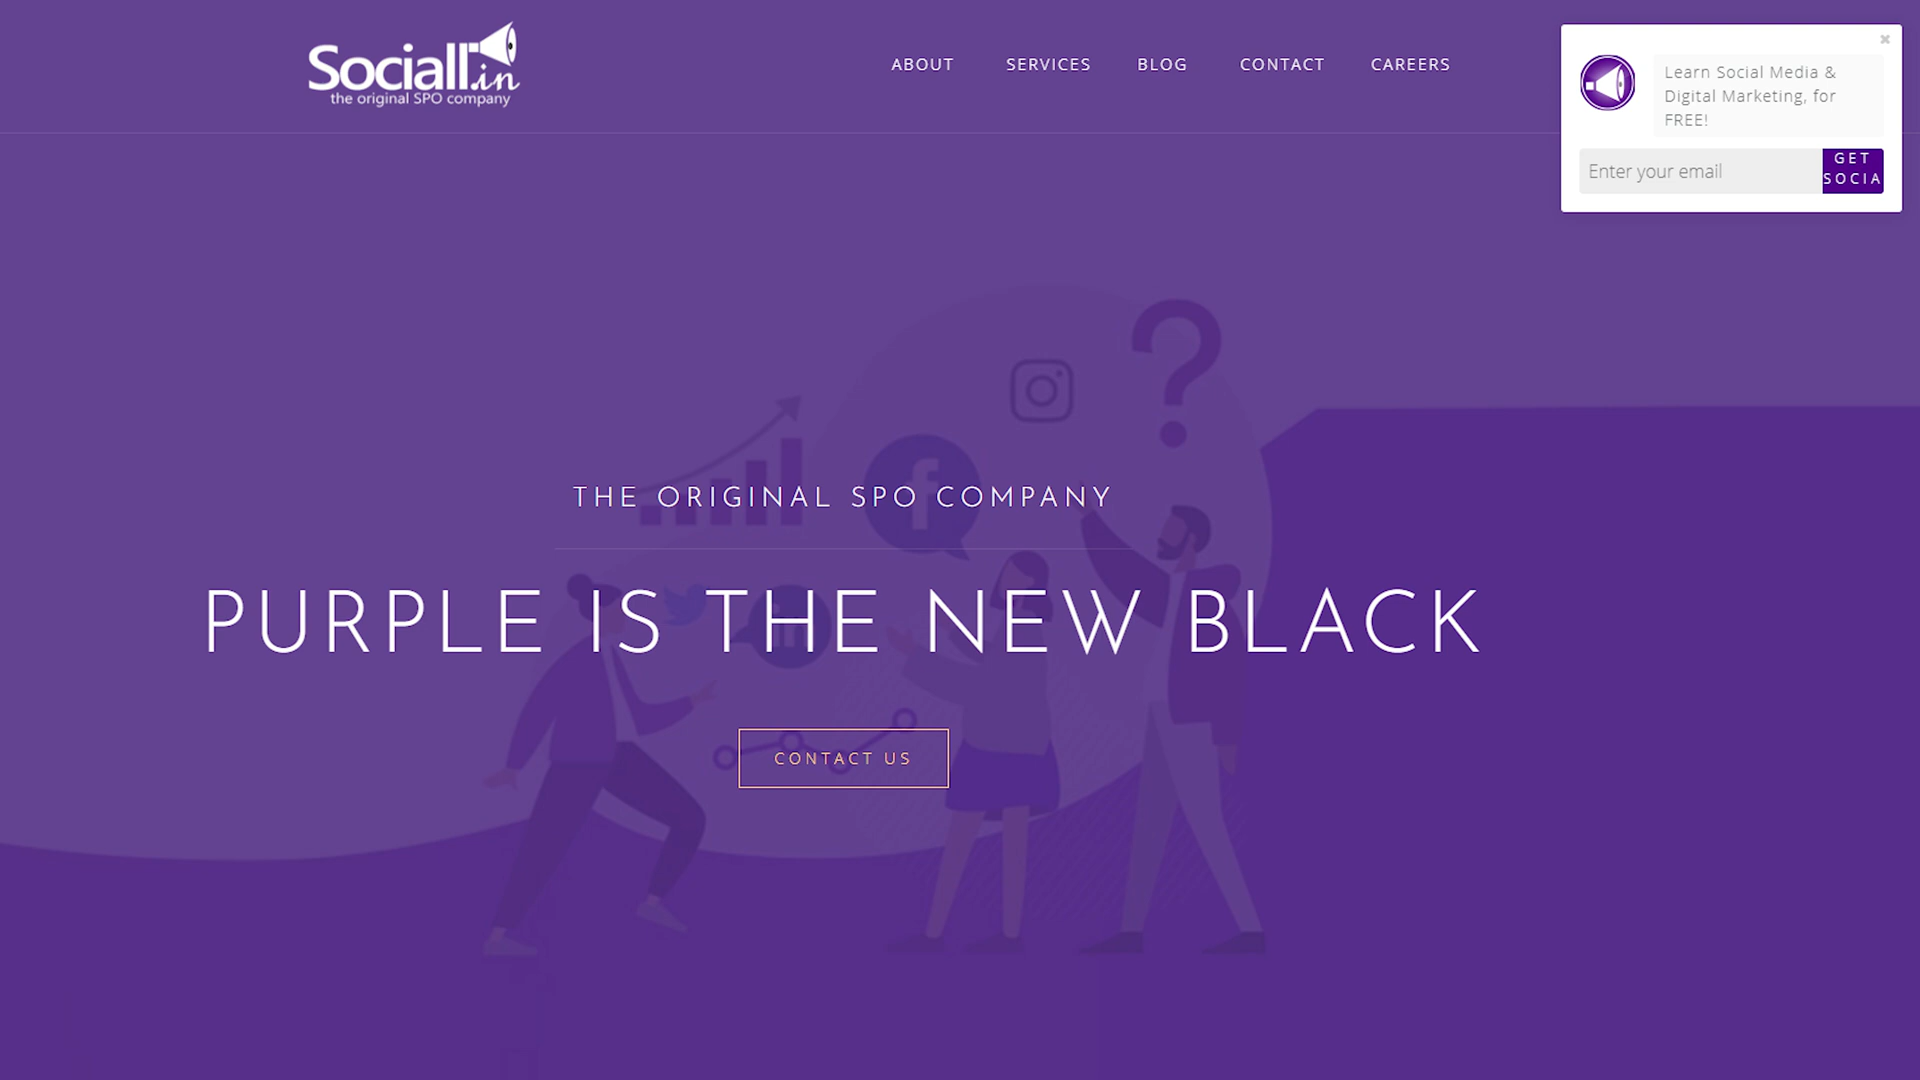 Sociall.in
the original SPO company
ABOUT
SERVICES
BLOG
CONTACT
CAREERS
Learn Social Media &
Digital Marketing, for
FREE!
Enter your email
GET
SOCIA
THE ORIGINAL SPO COMPANY
PURPLE IS THE NEW BLACK
CONTACT US